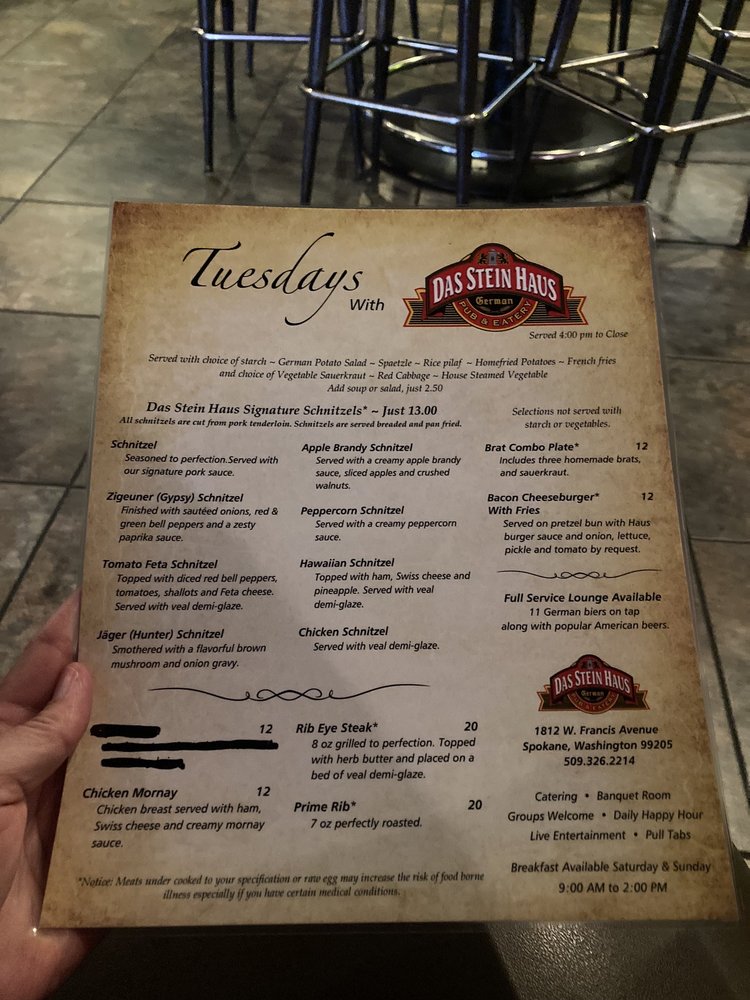 Tuesdays
With
DAS STEIN HAUS
German
PUB & EATERY
Served 4:00 pm to Close
Served with choice of starch ~ German Potato Salad ~ Spaetzle ~ Rice pilaf ~ Homefried Potatoes ~ French fries
and choice of Vegetable Sauerkraut ~ Red Cabbage ~ House Steamed Vegetable
Add soup or salad, just 2.50
Das Stein Haus Signature Schnitzels* ~ Just 13.00
All schnitzels are cut from pork tenderloin. Schnitzels are served breaded and pan fried.
Schnitzel
Seasoned to perfection.Served with
our signature pork sauce.
Zigeuner (Gypsy) Schnitzel
Finished with sautéed onions, red &
green bell peppers and a zesty
paprika sauce.
Tomato Feta Schnitzel
Topped with diced red bell peppers,
tomatoes, shallots and Feta cheese.
Served with veal demi-glaze.
Jäger (Hunter) Schnitzel
Smothered with a flavorful brown
mushroom and onion gravy.
Apple Brandy Schnitzel
Served with a creamy apple brandy
sauce, sliced apples and crushed
walnuts.
Peppercorn Schnitzel
Served with a creamy peppercorn
sauce.
Hawaiian Schnitzel
Topped with ham, Swiss cheese and
pineapple. Served with veal
demi-glaze.
Chicken Schnitzel
Served with veal demi-glaze.
12
Chicken Mornay 12
Chicken breast served with ham,
Swiss cheese and creamy mornay
sauce.
Rib Eye Steak* 20
8 oz grilled to perfection. Topped
with herb butter and placed on a
bed of veal demi-glaze.
Prime Rib* 20
7 oz perfectly roasted.
*Notice: Meats under cooked to your specification or raw egg may increase the risk of food borne
illness especially if you have certain medical conditions.
Selections not served with
starch or vegetables.
Brat Combo Plate* 12
Includes three homemade brats,
and sauerkraut.
Bacon Cheeseburger* 12
With Fries
Served on pretzel bun with Haus
burger sauce and onion, lettuce,
pickle and tomato by request.
Full Service Lounge Available
11 German biers on tap
along with popular American beers.
DAS STEIN HAUS
German
PUB & EATERY
1812 W. Francis Avenue
Spokane, Washington 99205
509.326.2214
Catering • Banquet Room
Groups Welcome • Daily Happy Hour
Live Entertainment • Pull Tabs
Breakfast Available Saturday & Sunday
9:00 AM to 2:00 PM